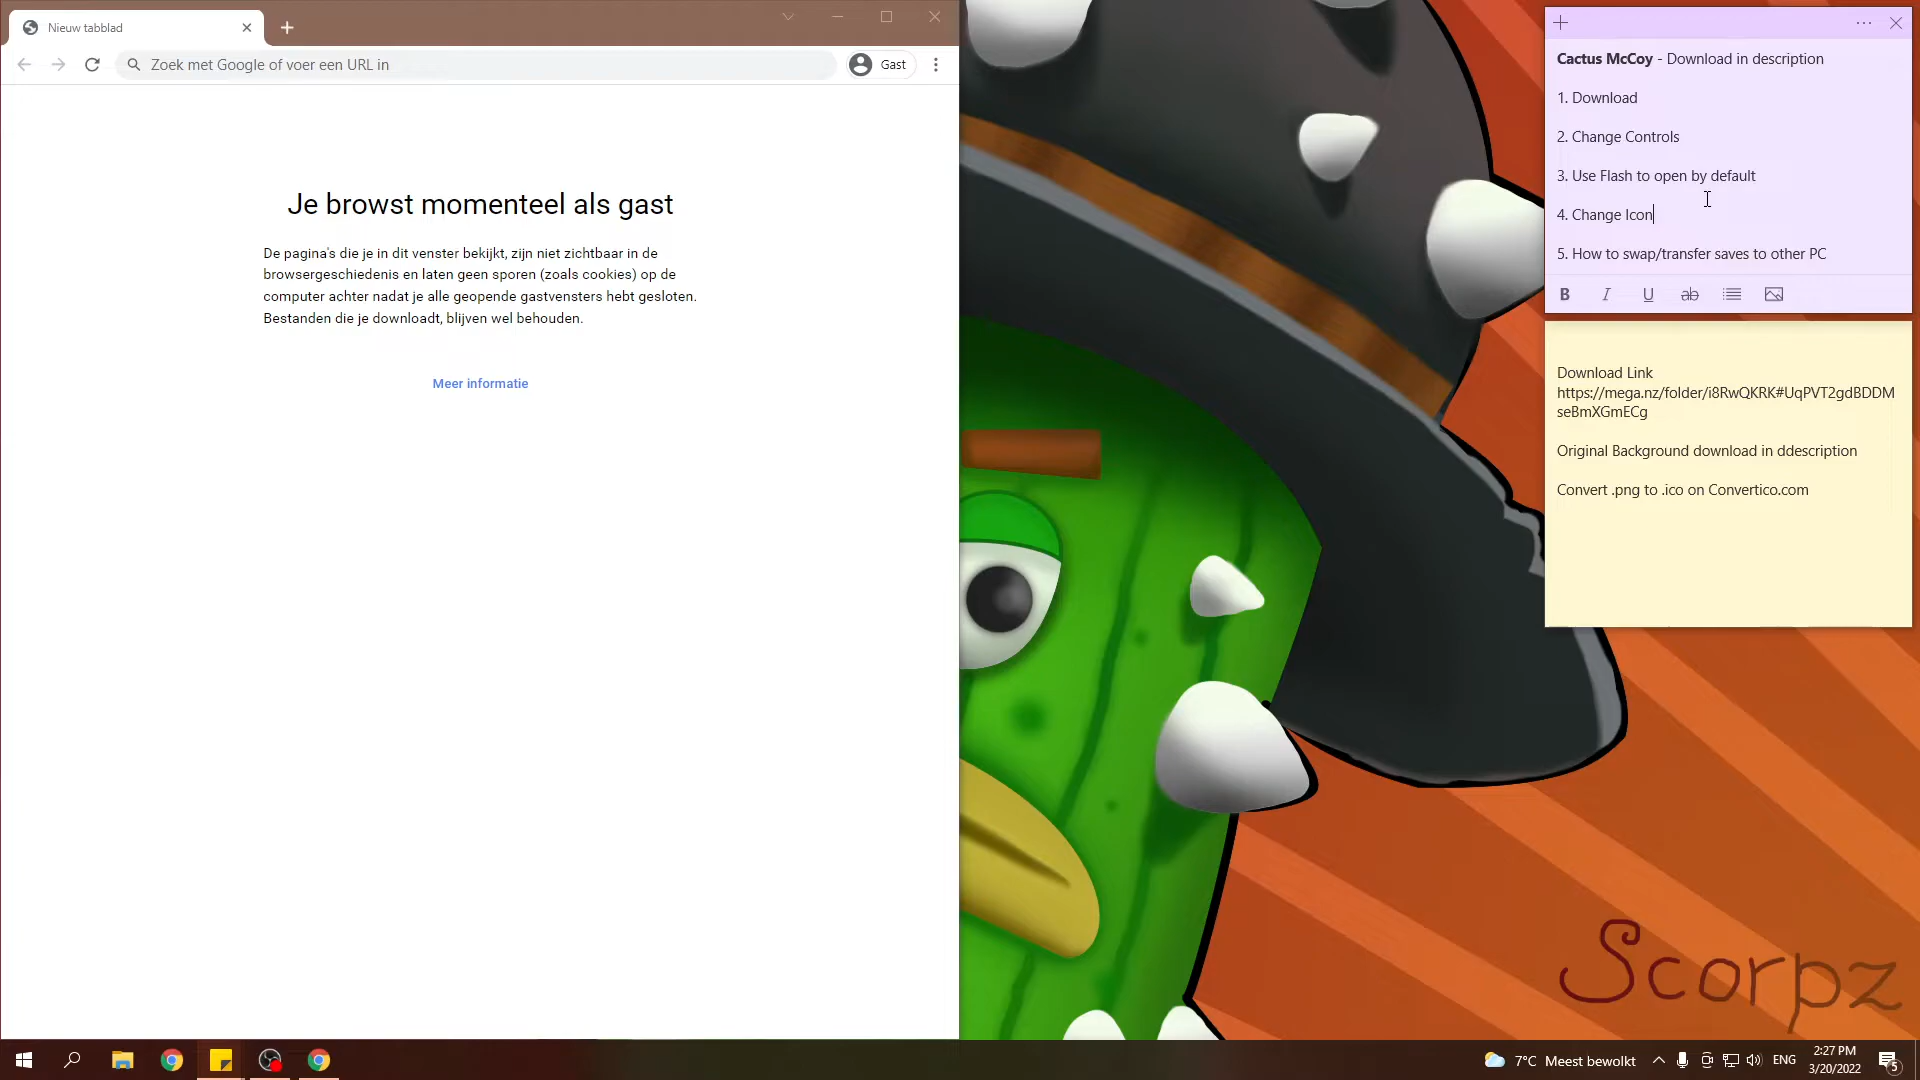 Nieuw tabblad
Zoek met Google of voer een URL in
Gast
Je browst momenteel als gast
De pagina's die je in dit venster bekijkt, zijn niet zichtbaar in de
browsergeschiedenis en laten geen sporen (zoals cookies) op de
computer achter nadat je alle geopende gastvensters hebt gesloten.
Bestanden die je downloadt, blijven wel behouden.
Meer informatie
Cactus McCoy - Download in description
1. Download
2. Change Controls
3. Use Flash to open by default
4. Change Icon
5. How to swap/transfer saves to other PC
B I U ab
Download Link
https://mega.nz/folder/i8RwQKRK#UqPVT2gdBDDM
seBmXGmECg
Original Background download in ddescription
Convert .png to .ico on Convertico.com
Scorpz
7°C Meest bewolkt
ENG
2:27 PM
3/20/2022
5